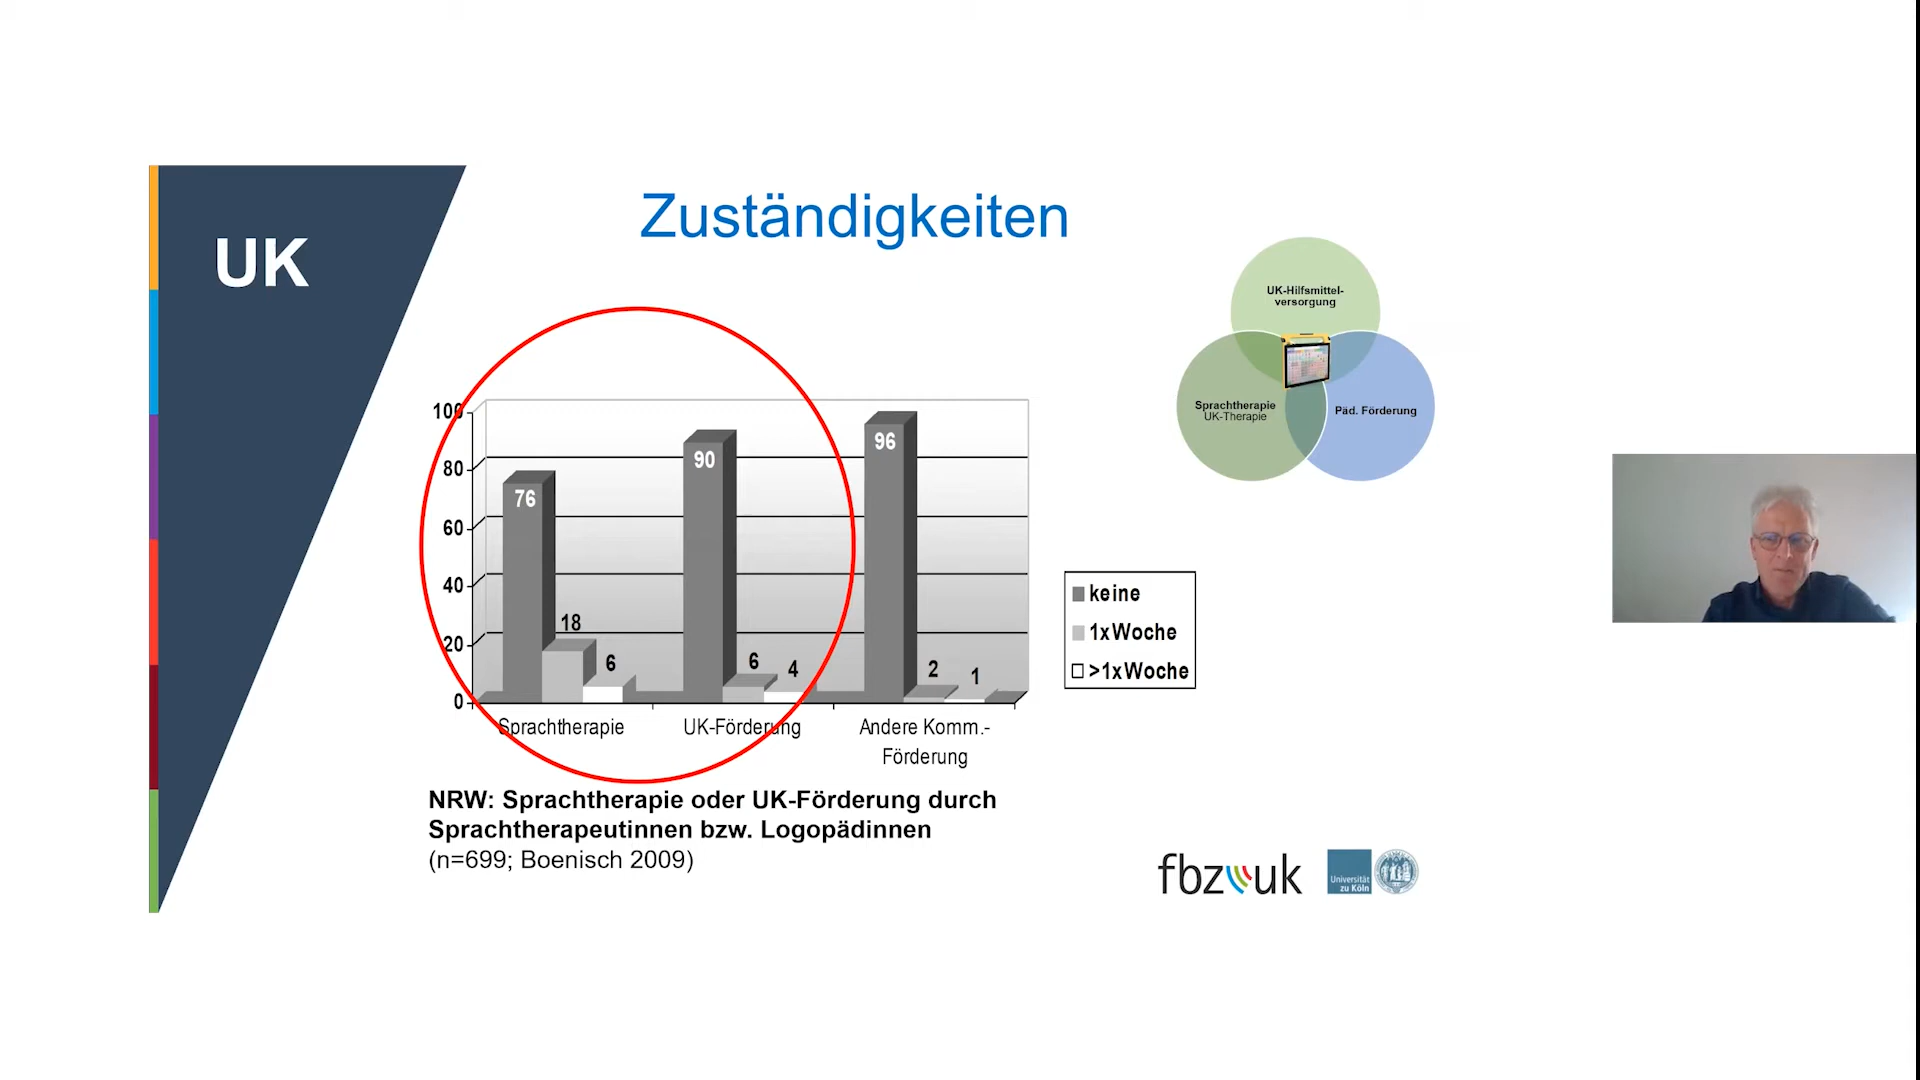 UK
Zuständigkeiten
UK-Hilfsmittel-
versorgung
Sprachtherapie
UK-Therapie
Päd. Förderung
100
80
60
40
20
0
76
18
6
90
6
4
96
2
1
Sprachtherapie
UK-Förderung
Andere Komm.-
Förderung
keine
1xWoche
>1xWoche
NRW: Sprachtherapie oder UK-Förderung durch
Sprachtherapeutinnen bzw. Logopädinnen
(n=699; Boenisch 2009)
fbz uk
Universität
zu Köln